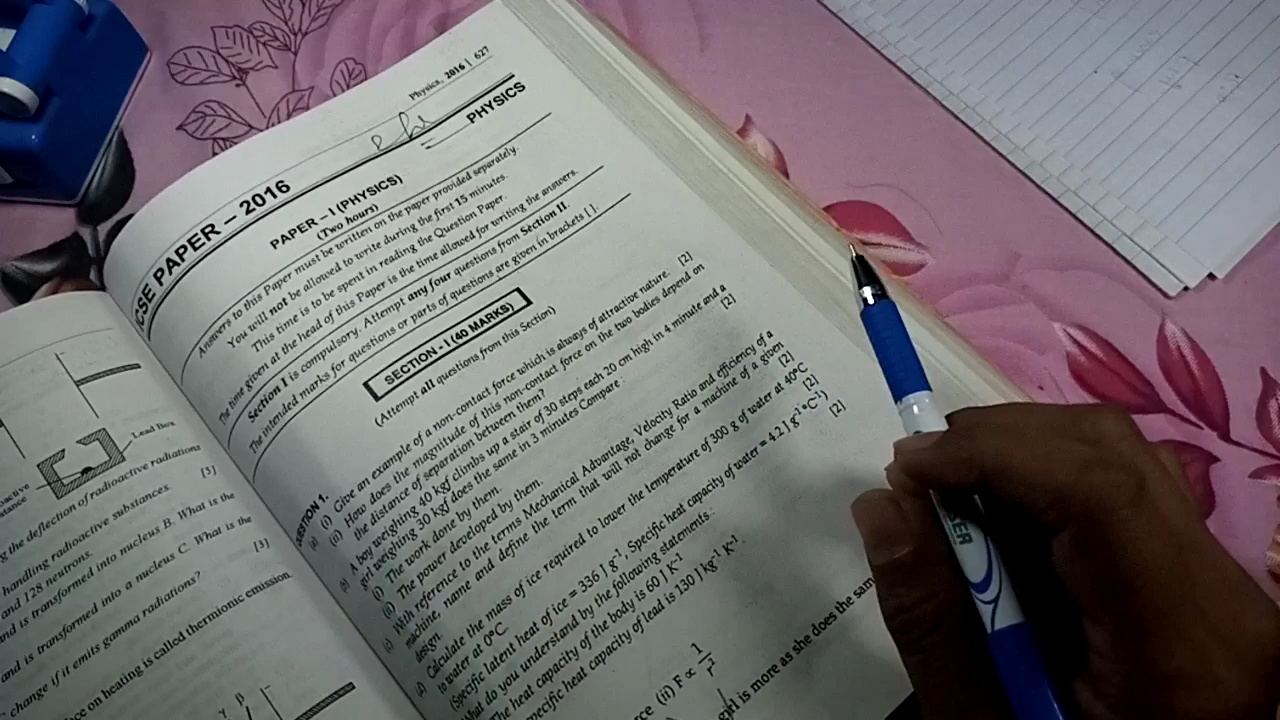 Physics, 2016 | 627
PHYSICS
PAPER – 2016
PAPER – I (PHYSICS)
(Two hours)
Answers to this Paper must be written on the paper provided separately.
You will not be allowed to write during the first 15 minutes.
This time is to be spent in reading the Question Paper.
The time given at the head of this Paper is the time allowed for writing the answers.
Section I is compulsory. Attempt any four questions from Section II.
The intended marks for questions or parts of questions are given in brackets [ ].
SECTION - I (40 MARKS)
(Attempt all questions from this Section)
(i) Give an example of a non-contact force which is always of attractive nature. [2]
(ii) How does the magnitude of this non-contact force on the two bodies depend on
the distance of separation between them? [2]
A boy weighing 40 kgf climbs up a stair of 30 steps each 20 cm high in 4 minute and a
girl weighing 30 kgf does the same in 3 minutes Compare
(i) The work done by them.
(ii) The power developed by them. [2]
With reference to the terms Mechanical Advantage, Velocity Ratio and efficiency of a
machine, name and define the term that will not change for a machine of a given
design. [2]
Calculate the mass of ice required to lower the temperature of 300 g of water at 40°C
to water at 0°C
(Specific latent heat of ice = 336 J g⁻¹, Specific heat capacity of water = 4.2 J g⁻¹ °C⁻¹)
What do you understand by the following statements : [2]
The heat capacity of the body is 60 J K⁻¹
specific heat capacity of lead is 130 J kg⁻¹ K⁻¹
(ii) F ∝ 1/r²
girl is more as she does the same
Lead Box
the deflection of radioactive radiations
[3]
handling radioactive substances.
and 128 neutrons.
and is transformed into nucleus B. What is the
and is transformed into a nucleus C. What is the
[3]
change if it emits gamma radiations?
on heating is called thermionic emission.